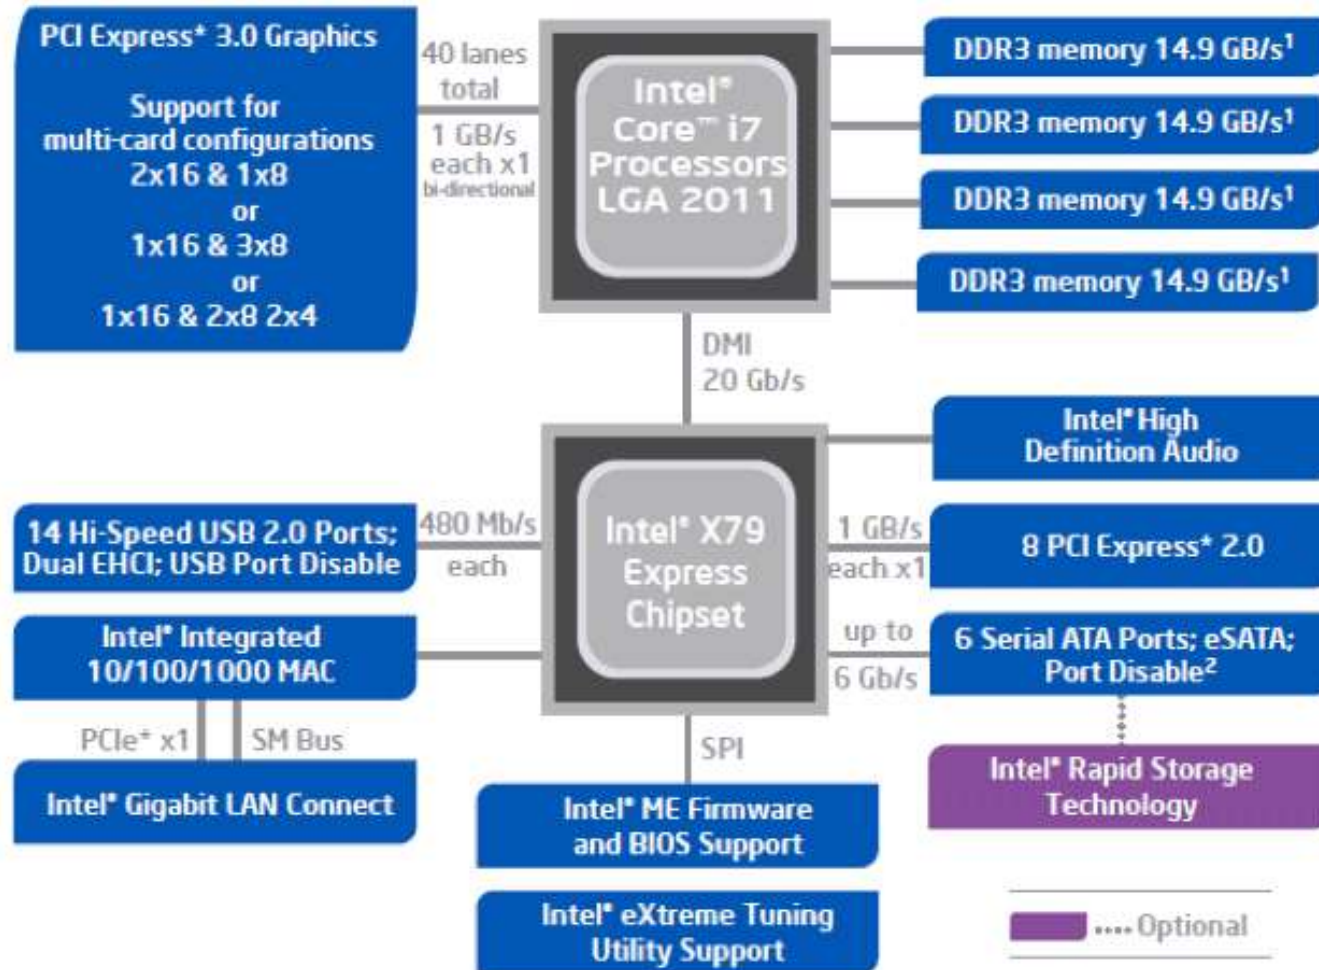 PCI Express* 3.0 Graphics
Support for
multi-card configurations
2x16 & 1x8
or
1x16 & 3x8
or
1x16 & 2x8 2x4
40 lanes
total
1 GB/s
each x1
bi-directional
Intel®
Core™ i7
Processors
LGA 2011
DDR3 memory 14.9 GB/s¹
DDR3 memory 14.9 GB/s¹
DDR3 memory 14.9 GB/s¹
DDR3 memory 14.9 GB/s¹
DMI
20 Gb/s
Intel® High
Definition Audio
14 Hi-Speed USB 2.0 Ports;
Dual EHCI; USB Port Disable
480 Mb/s
each
Intel® X79
Express
Chipset
1 GB/s
each x1
8 PCI Express* 2.0
Intel® Integrated
10/100/1000 MAC
up to
6 Gb/s
6 Serial ATA Ports; eSATA;
Port Disable²
PCIe* x1
SM Bus
SPI
Intel® Gigabit LAN Connect
Intel® ME Firmware
and BIOS Support
Intel® Rapid Storage
Technology
Intel® eXtreme Tuning
Utility Support
Optional